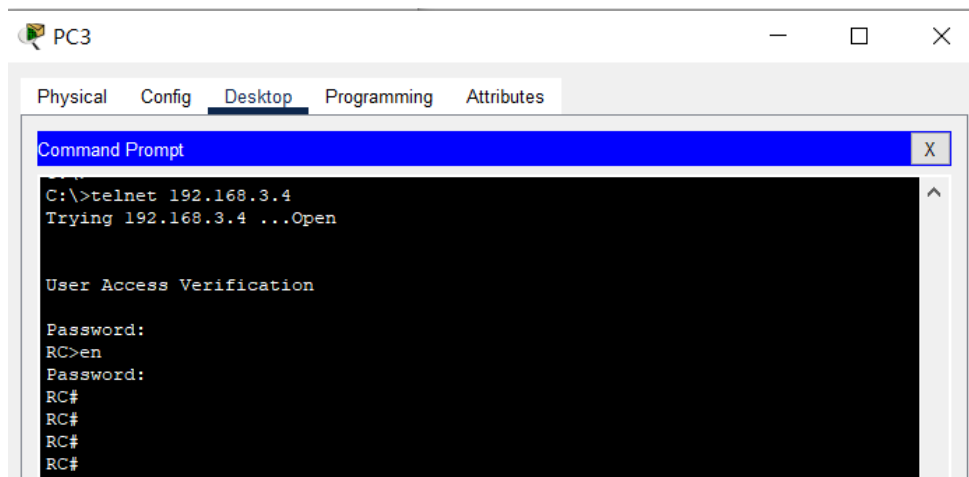 PC3
Physical Config Desktop Programming Attributes
Command Prompt
X
C:\>telnet 192.168.3.4
Trying 192.168.3.4 ...Open
User Access Verification
Password:
RC>en
Password:
RC#
RC#
RC#
RC#